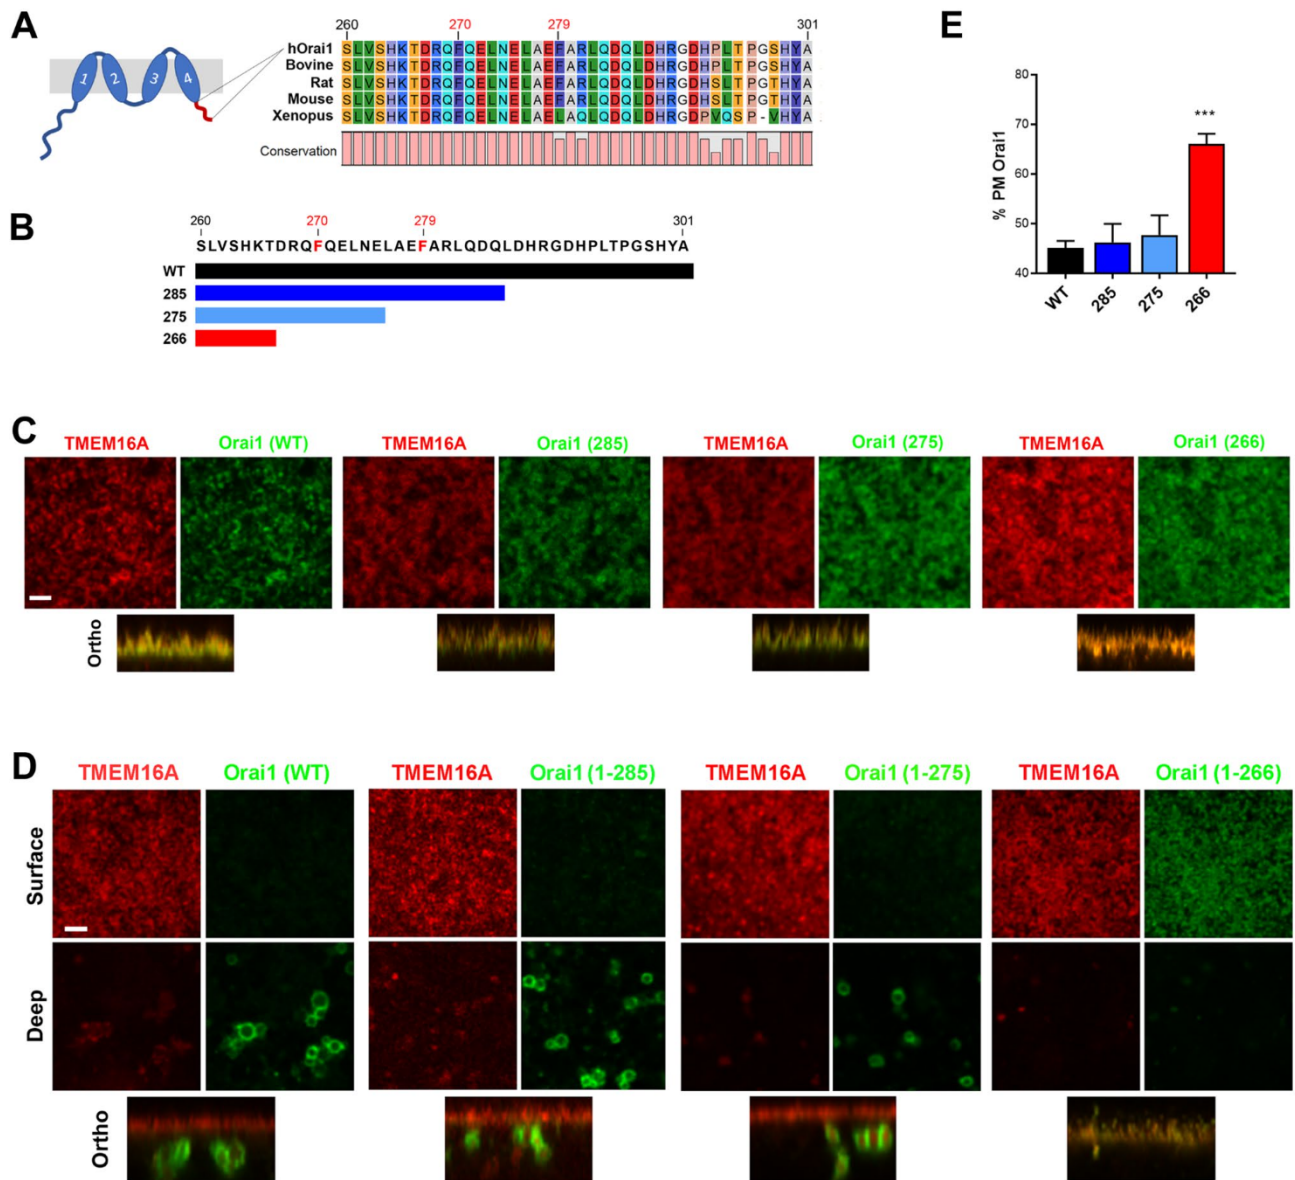 A
260 270 279 301
hOrai1 SLVSHKTDRQFQELNELAEFARLQDQLDHRGDHPLTPGSHYA
Bovine SLVSHKTDRQFQELNELAEFARLQDQLDHRGDHPLTPGSHYA
Rat SLVSHKTDRQFQELNELAEFARLQDQLDHRGDHSLTPGTHYA
Mouse SLVSHKTDRQFQELNELAEFARLQDQLDHRGDHSLTPGTHYA
Xenopus SLVSHKTDRQFQELNELAELAQLQDQLDHRGDPVQSP-VHYA
Conservation
1 2 3 4
B
260 270 279 301
SLVSHKTDRQFQELNELAEFARLQDQLDHRGDHPLTPGSHYA
WT
285
275
266
E
% PM Orai1
80
70
60
50
40
***
WT 285 275 266
C
TMEM16A Orai1 (WT) TMEM16A Orai1 (285) TMEM16A Orai1 (275) TMEM16A Orai1 (266)
Ortho
D
TMEM16A Orai1 (WT) TMEM16A Orai1 (1-285) TMEM16A Orai1 (1-275) TMEM16A Orai1 (1-266)
Surface
Deep
Ortho